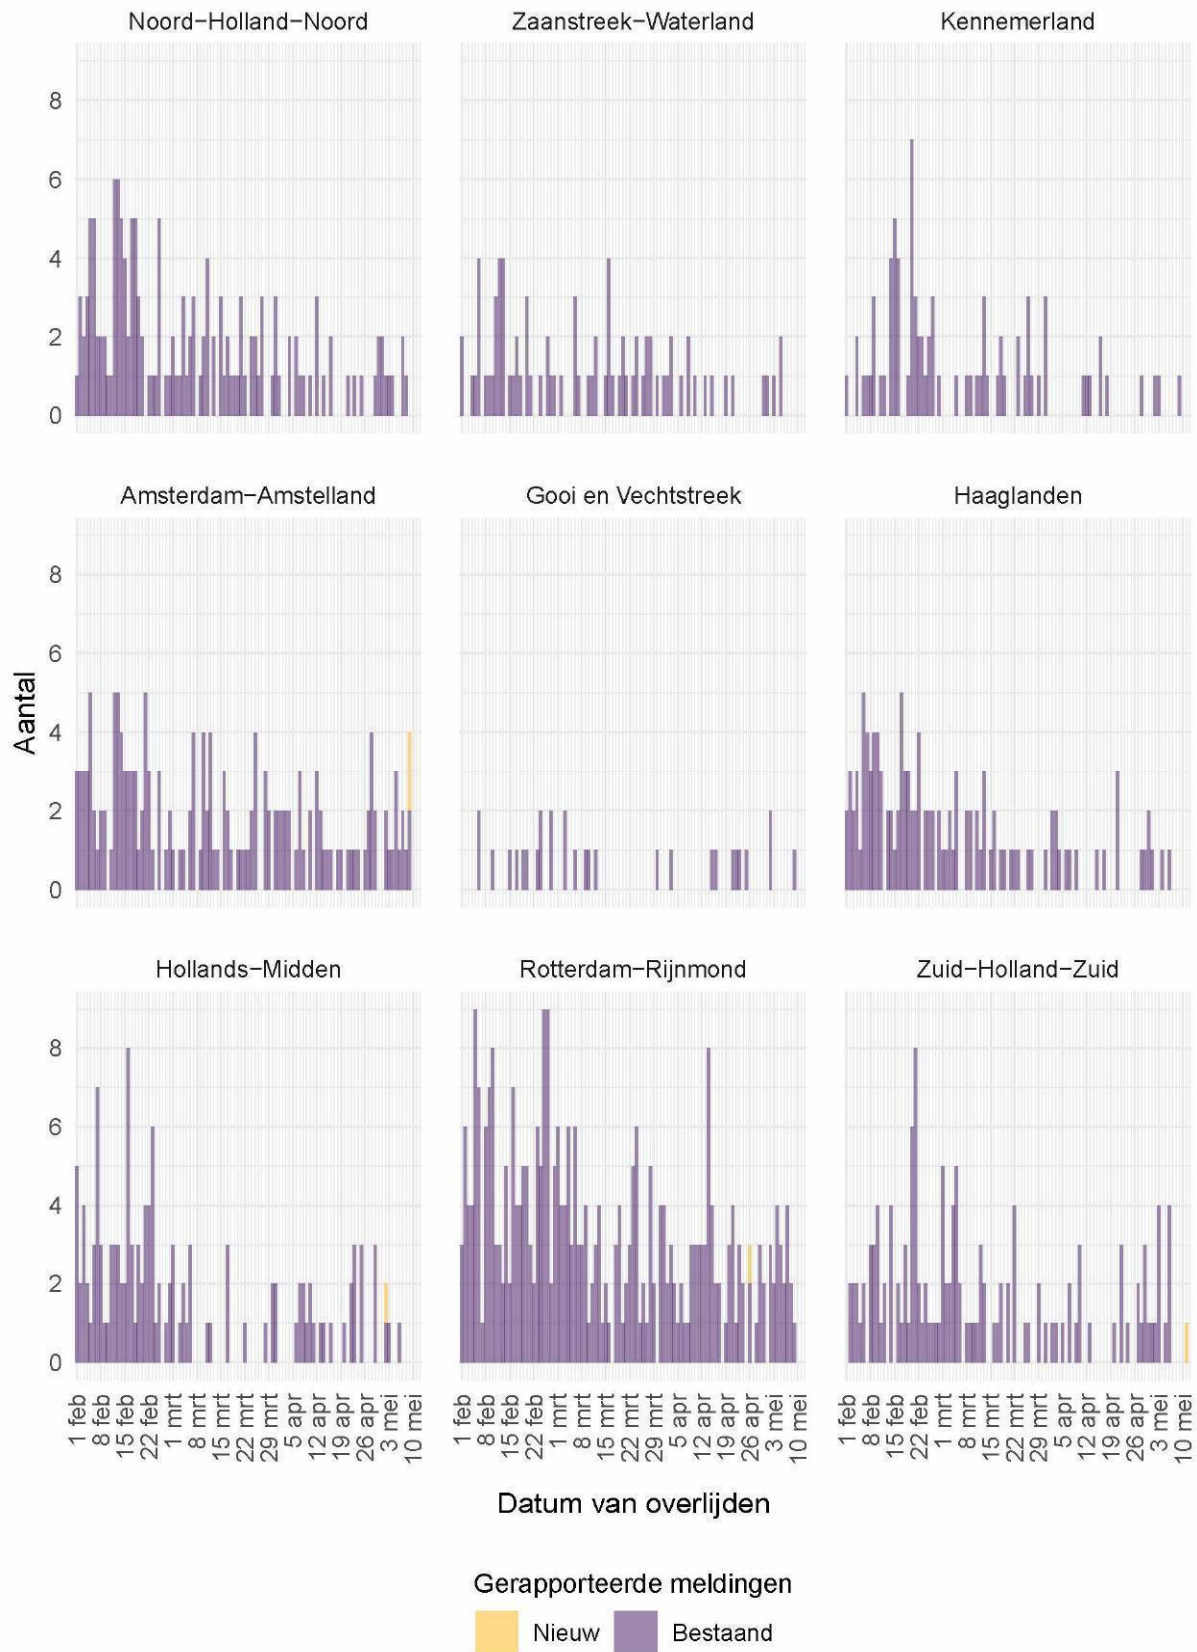 Noord−Holland−Noord
Zaanstreek−Waterland
Kennemerland
8
6
4
2
0
Amsterdam−Amstelland
Gooi en Vechtstreek
Haaglanden
8
6
4
2
0
Aantal
Hollands−Midden
Rotterdam−Rijnmond
Zuid−Holland−Zuid
8
6
4
2
0
1 feb
8 feb
15 feb
22 feb
1 mrt
8 mrt
15 mrt
22 mrt
29 mrt
5 apr
12 apr
19 apr
26 apr
3 mei
10 mei
1 feb
8 feb
15 feb
22 feb
1 mrt
8 mrt
15 mrt
22 mrt
29 mrt
5 apr
12 apr
19 apr
26 apr
3 mei
10 mei
1 feb
8 feb
15 feb
22 feb
1 mrt
8 mrt
15 mrt
22 mrt
29 mrt
5 apr
12 apr
19 apr
26 apr
3 mei
10 mei
Datum van overlijden
Gerapporteerde meldingen
Nieuw
Bestaand